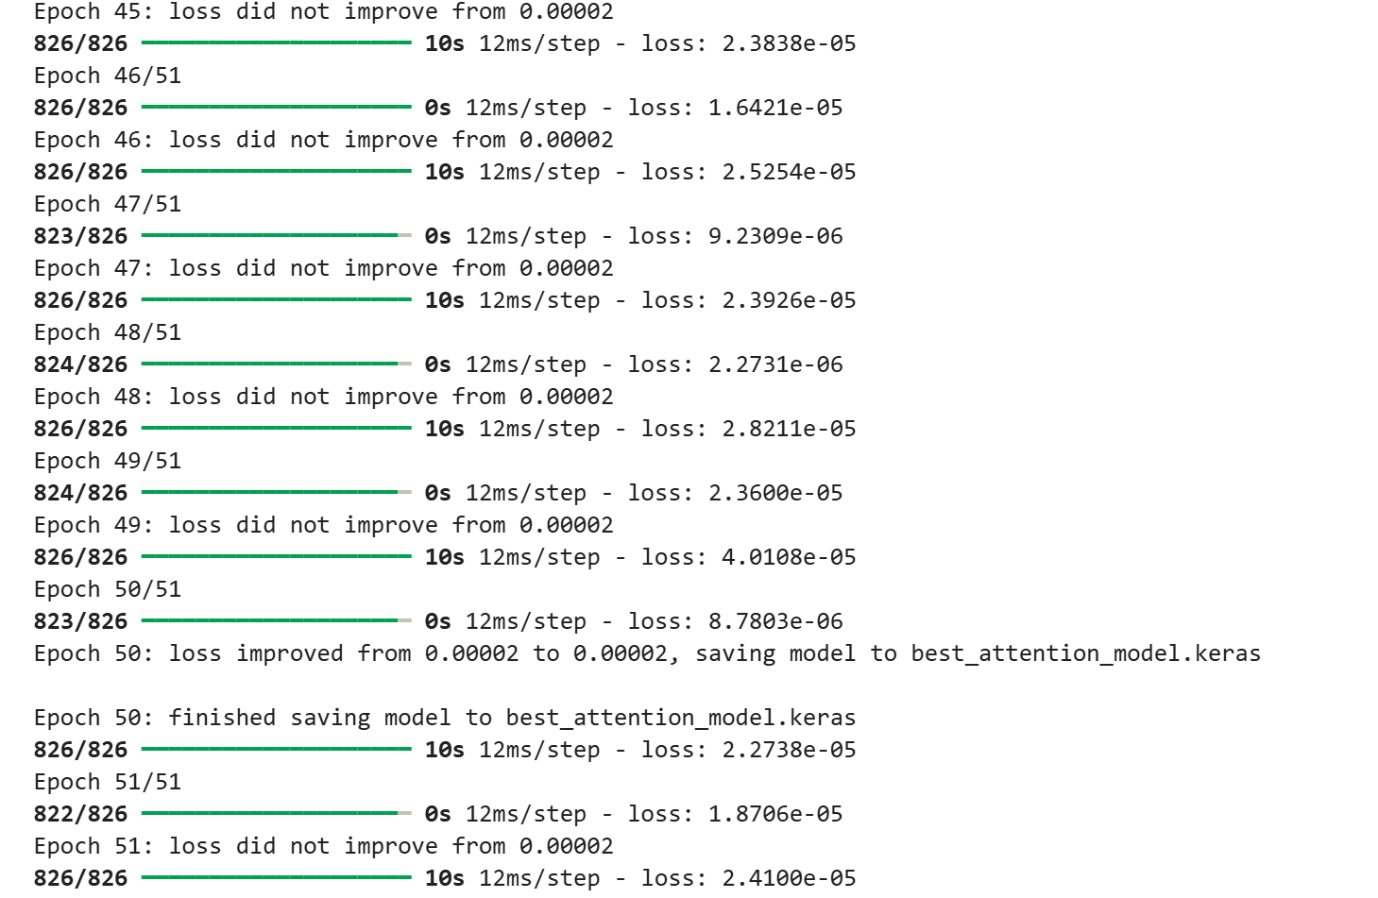 Epoch 45: loss did not improve from 0.00002
826/826 ━━━━━━━━━━━━━━━━━━━━ 10s 12ms/step - loss: 2.3838e-05
Epoch 46/51
826/826 ━━━━━━━━━━━━━━━━━━━━ 0s 12ms/step - loss: 1.6421e-05
Epoch 46: loss did not improve from 0.00002
826/826 ━━━━━━━━━━━━━━━━━━━━ 10s 12ms/step - loss: 2.5254e-05
Epoch 47/51
823/826 ━━━━━━━━━━━━━━━━━━━━ 0s 12ms/step - loss: 9.2309e-06
Epoch 47: loss did not improve from 0.00002
826/826 ━━━━━━━━━━━━━━━━━━━━ 10s 12ms/step - loss: 2.3926e-05
Epoch 48/51
824/826 ━━━━━━━━━━━━━━━━━━━━ 0s 12ms/step - loss: 2.2731e-06
Epoch 48: loss did not improve from 0.00002
826/826 ━━━━━━━━━━━━━━━━━━━━ 10s 12ms/step - loss: 2.8211e-05
Epoch 49/51
824/826 ━━━━━━━━━━━━━━━━━━━━ 0s 12ms/step - loss: 2.3600e-05
Epoch 49: loss did not improve from 0.00002
826/826 ━━━━━━━━━━━━━━━━━━━━ 10s 12ms/step - loss: 4.0108e-05
Epoch 50/51
823/826 ━━━━━━━━━━━━━━━━━━━━ 0s 12ms/step - loss: 8.7803e-06
Epoch 50: loss improved from 0.00002 to 0.00002, saving model to best_attention_model.keras
Epoch 50: finished saving model to best_attention_model.keras
826/826 ━━━━━━━━━━━━━━━━━━━━ 10s 12ms/step - loss: 2.2738e-05
Epoch 51/51
822/826 ━━━━━━━━━━━━━━━━━━━━ 0s 12ms/step - loss: 1.8706e-05
Epoch 51: loss did not improve from 0.00002
826/826 ━━━━━━━━━━━━━━━━━━━━ 10s 12ms/step - loss: 2.4100e-05